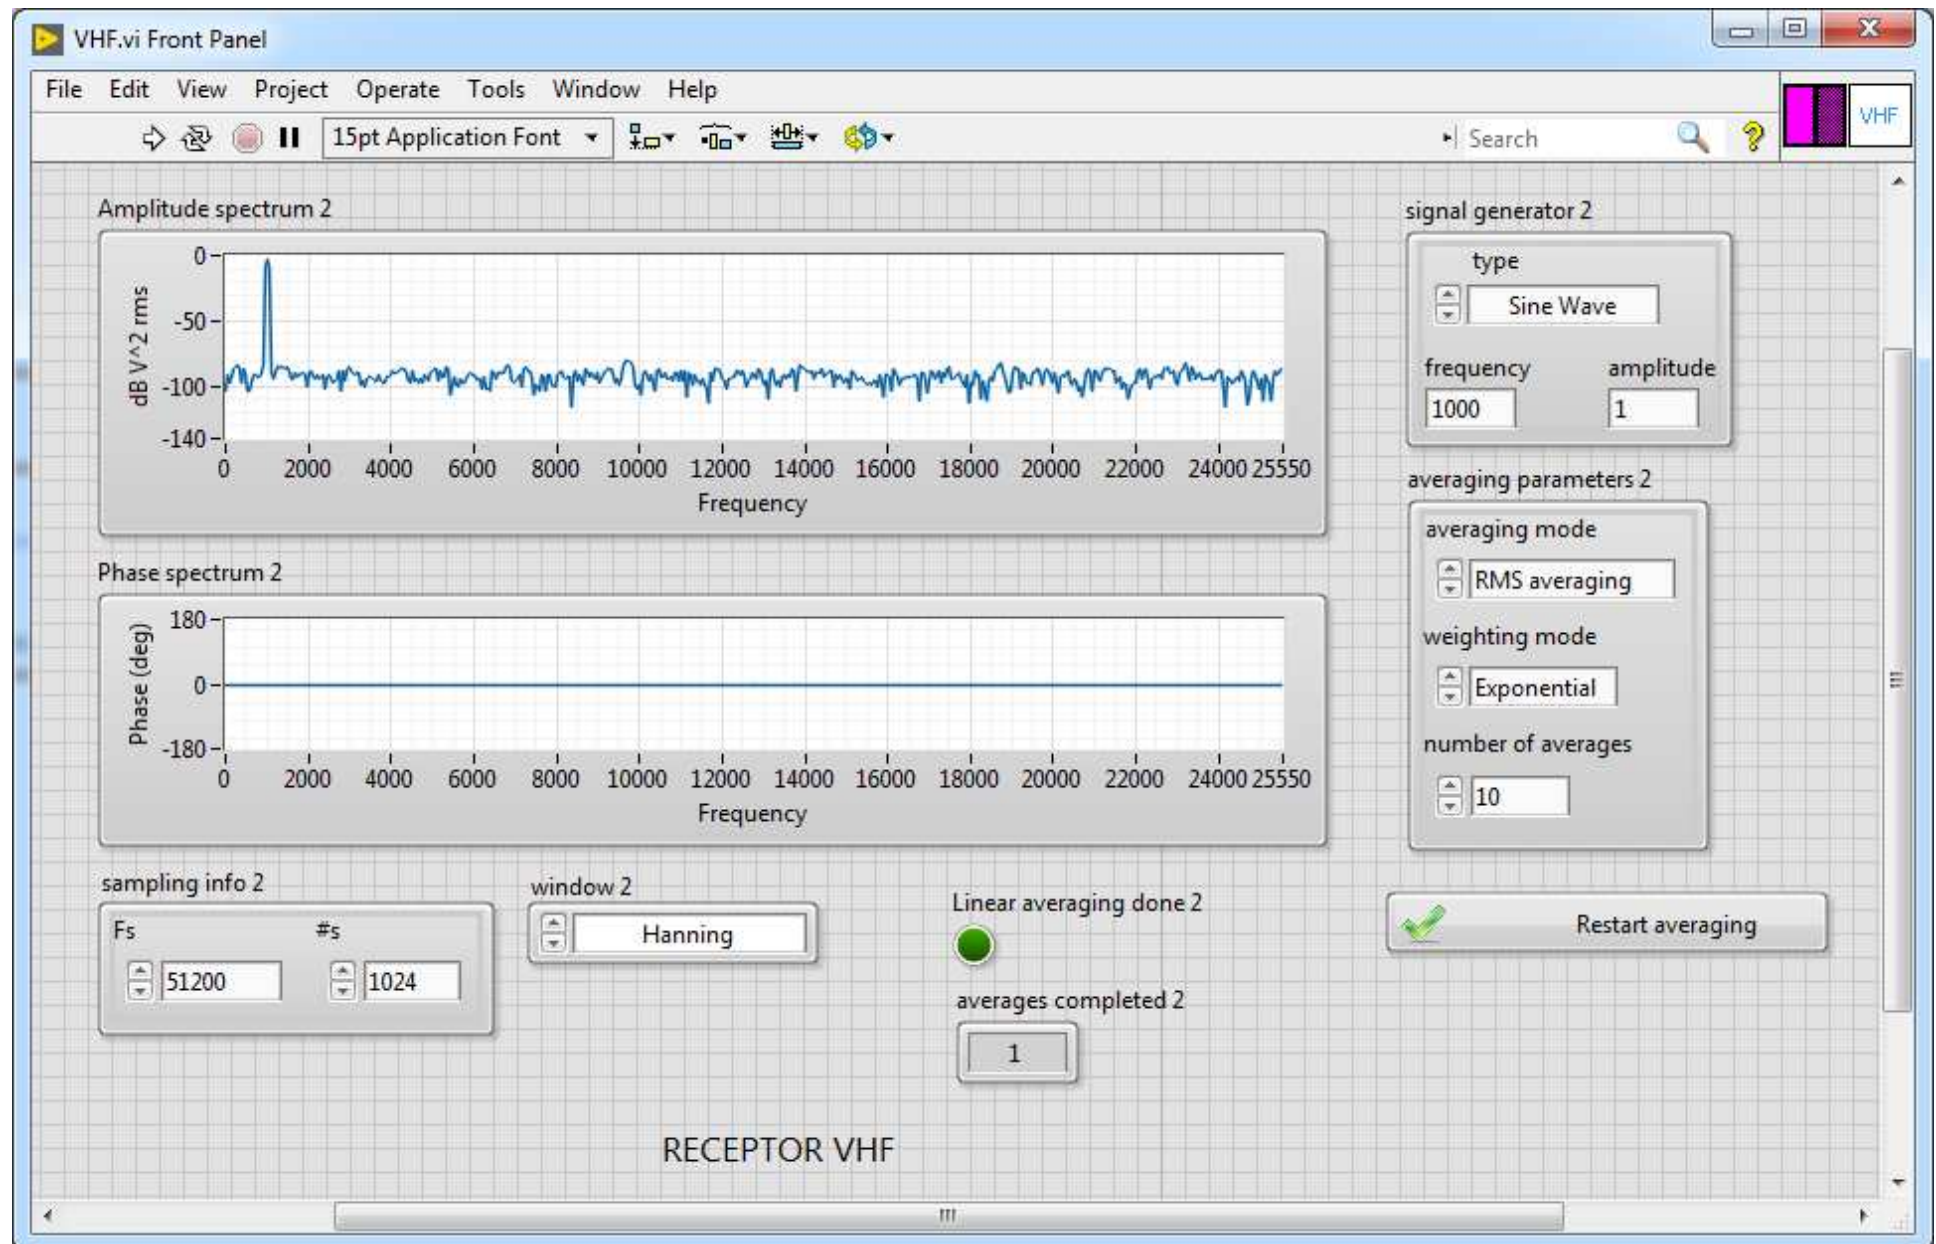 VHF.vi Front Panel
File Edit View Project Operate Tools Window Help
15pt Application Font
Search
VHF
Amplitude spectrum 2
dB V^2 rms
0
-50
-100
-140
0 2000 4000 6000 8000 10000 12000 14000 16000 18000 20000 22000 24000 25550
Frequency
signal generator 2
type
Sine Wave
frequency amplitude
1000 1
Phase spectrum 2
Phase (deg)
180
0
-180
0 2000 4000 6000 8000 10000 12000 14000 16000 18000 20000 22000 24000 25550
Frequency
averaging parameters 2
averaging mode
RMS averaging
weighting mode
Exponential
number of averages
10
sampling info 2
Fs #s
51200 1024
window 2
Hanning
Linear averaging done 2
averages completed 2
1
Restart averaging
RECEPTOR VHF